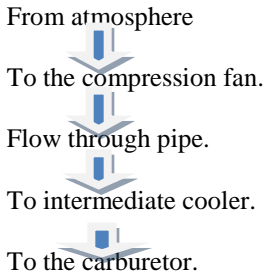 From atmosphere
To the compression fan.
Flow through pipe.
To intermediate cooler.
To the carburetor.